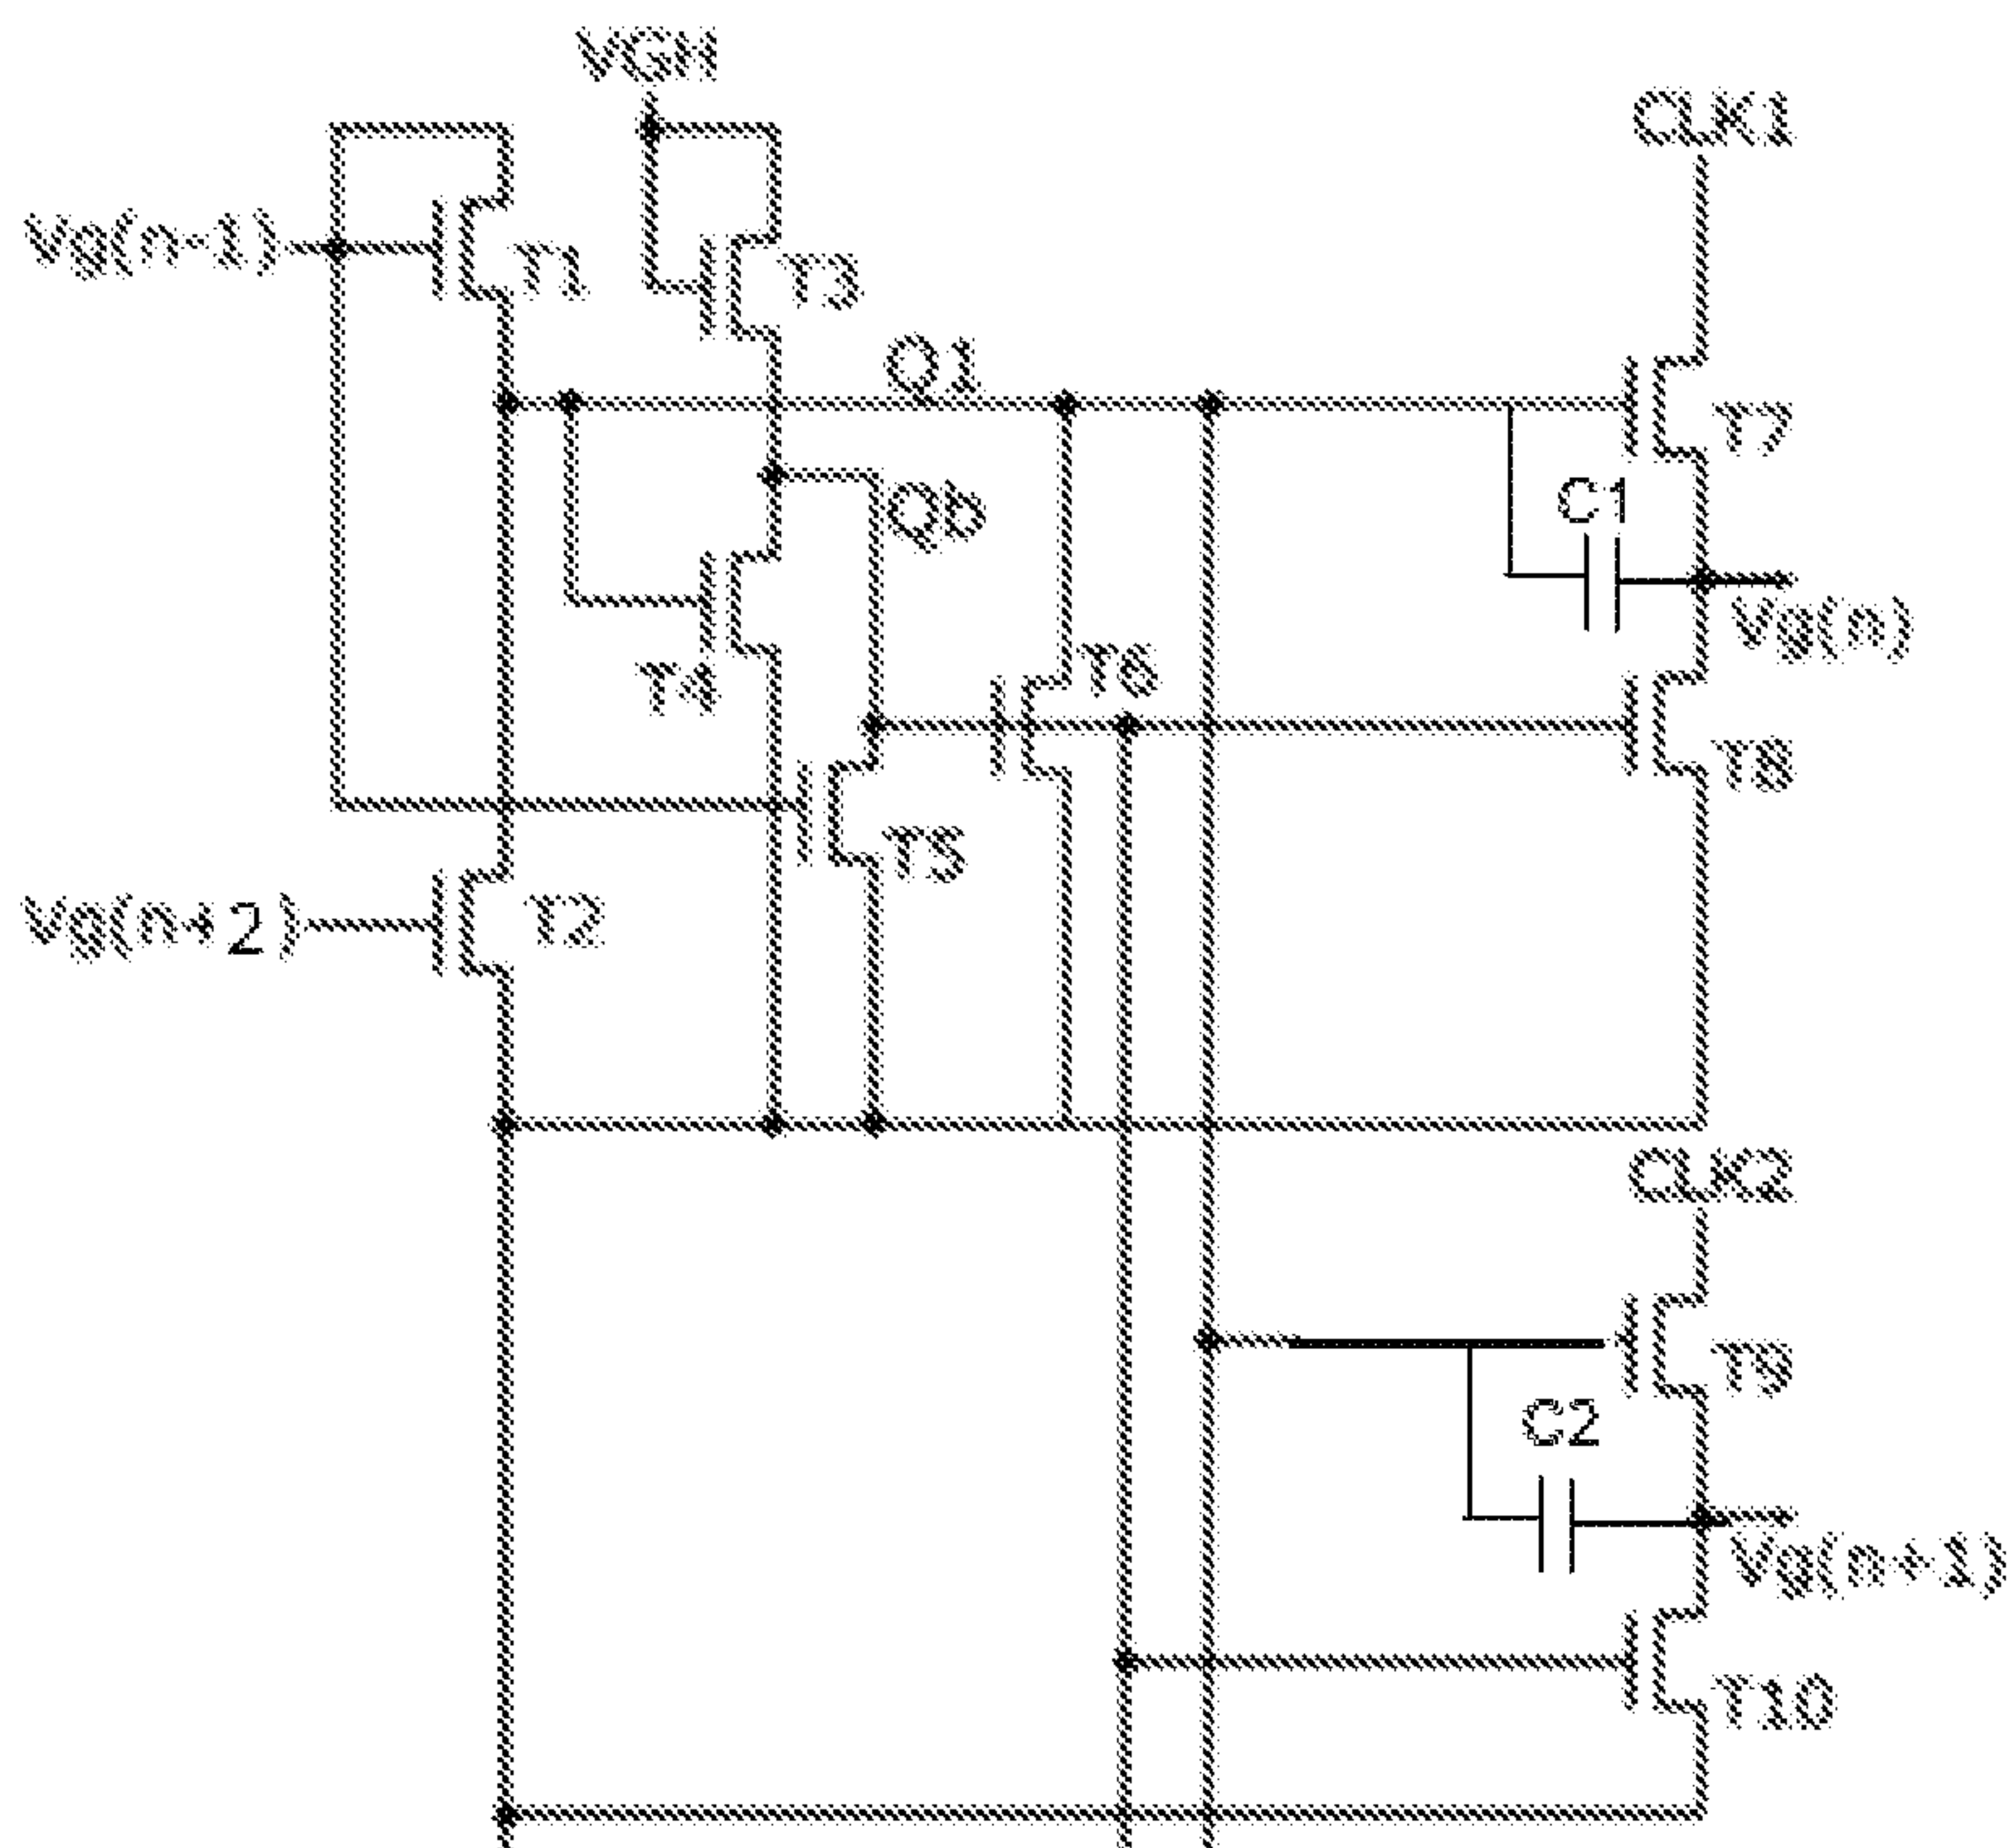 VGH
CLK1
Vg(n-1)
T1
T3
Q1
T7
C1
Qb
Vg(n)
T6
T4
T8
T5
Vg(n+2)
T2
CLK2
T9
C2
Vg(n+1)
T10